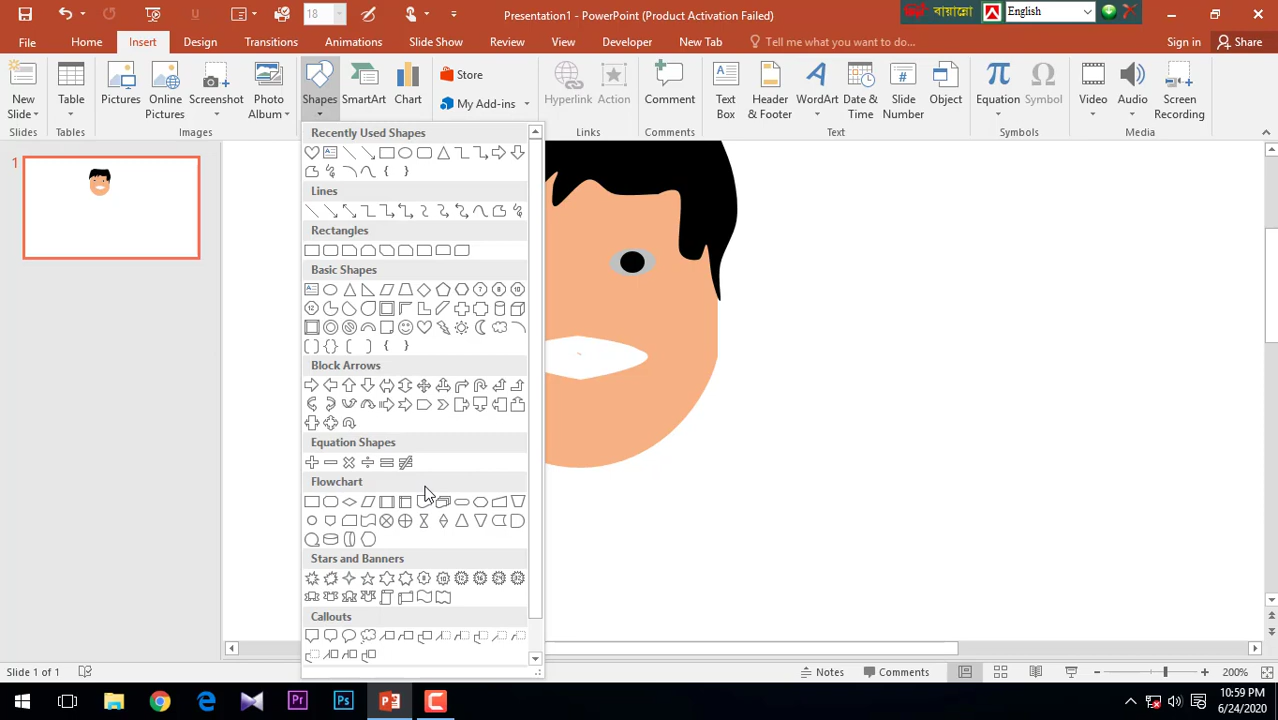 18
Presentation1 - PowerPoint (Product Activation Failed)
বায়ান্নো
English
File Home Insert Design Transitions Animations Slide Show Review View Developer New Tab Tell me what you want to do... Sign in Share
New Slide
Table
Pictures
Online Pictures
Screenshot
Photo Album
Shapes
SmartArt
Chart
Store
My Add-ins
Hyperlink
Action
Comment
Text Box
Header & Footer
WordArt
Date & Time
Slide Number
Object
Equation
Symbol
Video
Audio
Screen Recording
Slides Tables Images Links Comments Text Symbols Media
1
Recently Used Shapes
Lines
Rectangles
Basic Shapes
Block Arrows
Equation Shapes
Flowchart
Stars and Banners
Callouts
Slide 1 of 1
Notes
Comments
200%
Pr
Ps
10:59 PM
6/24/2020